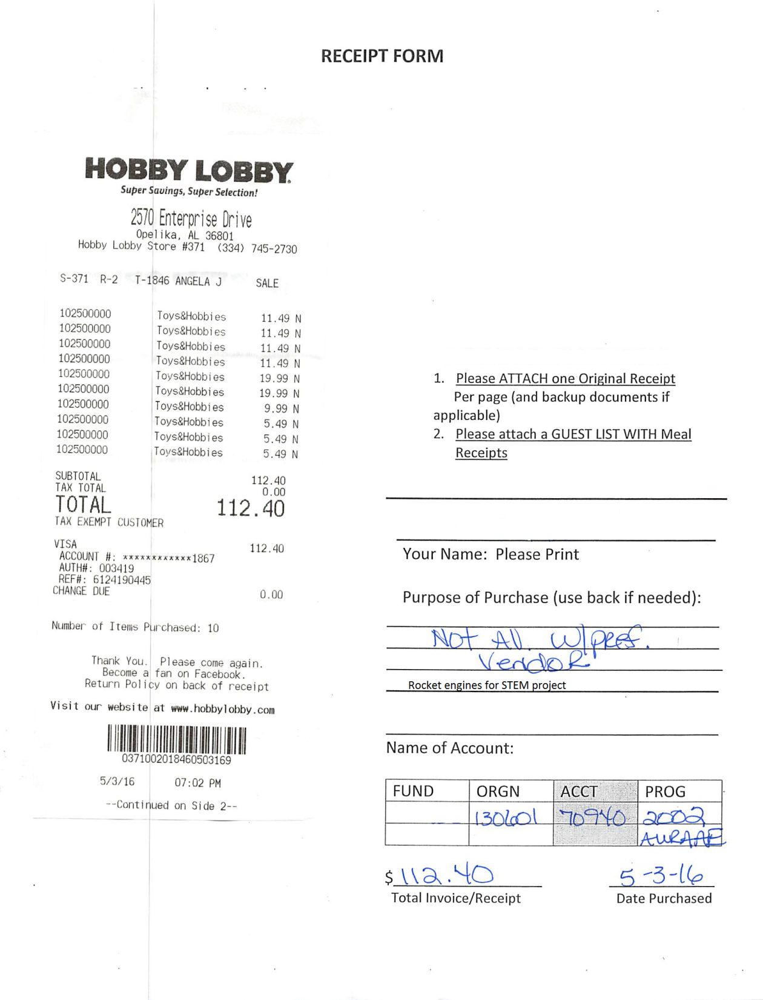 RECEIPT FORM
HOBBY LOBBY.
Super Savings, Super Selection!
2570 Enterprise Drive
Opelika, AL 36801
Hobby Lobby Store #371 (334) 745-2730
S-371 R-2 T-1846 ANGELA J SALE
102500000 Toys&Hobbies 11.49 N
102500000 Toys&Hobbies 11.49 N
102500000 Toys&Hobbies 11.49 N
102500000 Toys&Hobbies 11.49 N
102500000 Toys&Hobbies 19.99 N
102500000 Toys&Hobbies 19.99 N
102500000 Toys&Hobbies 9.99 N
102500000 Toys&Hobbies 5.49 N
102500000 Toys&Hobbies 5.49 N
102500000 Toys&Hobbies 5.49 N
SUBTOTAL 112.40
TAX TOTAL 0.00
TOTAL 112.40
TAX EXEMPT CUSTOMER
VISA 112.40
ACCOUNT #: ************1867
AUTH#: 003419
REF#: 6124190445
CHANGE DUE 0.00
Number of Items Purchased: 10
Thank You. Please come again.
Become a fan on Facebook.
Return Policy on back of receipt
Visit our website at www.hobbylobby.com
0371002018460503169
5/3/16 07:02 PM
--Continued on Side 2--
1. Please ATTACH one Original Receipt
Per page (and backup documents if
applicable)
2. Please attach a GUEST LIST WITH Meal
Receipts
Your Name: Please Print
Purpose of Purchase (use back if needed):
Not AV. W/PREF.
VendoR
Rocket engines for STEM project
Name of Account:
FUND ORGN ACCT PROG
130601 70940 2002
AURAAE
$ 112.40 5-3-16
Total Invoice/Receipt Date Purchased